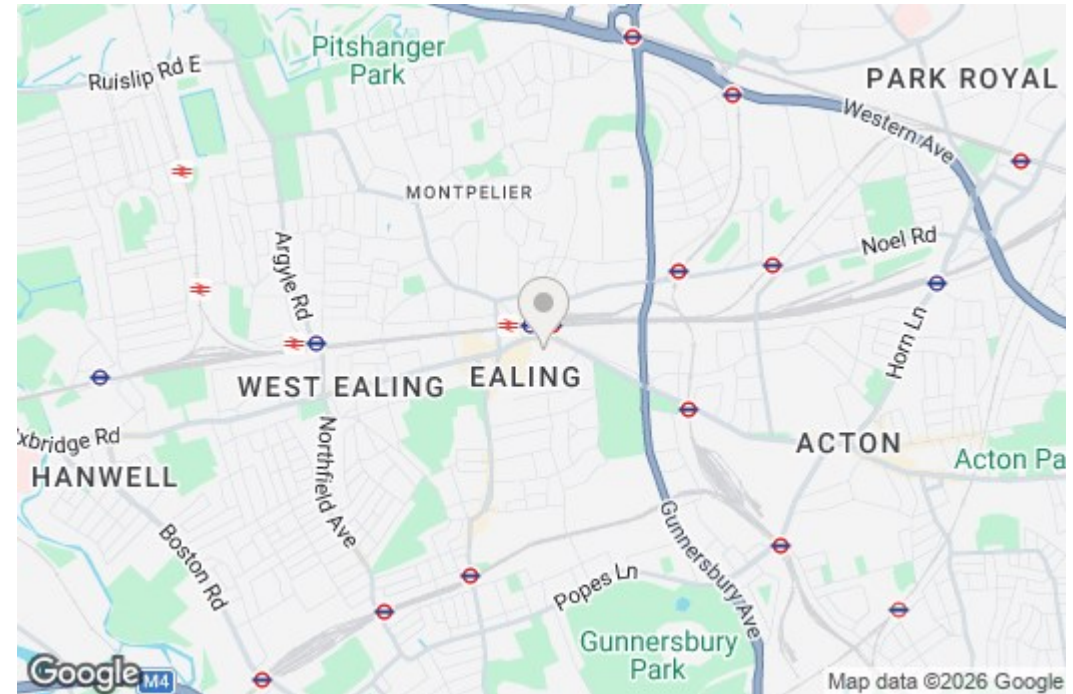 Pitshanger
Park
Ruislip Rd E
PARK ROYAL
Western Ave
MONTPELIER
Argyle Rd
Noel Rd
Horn Ln
EALING
WEST EALING
xbridge Rd
HANWELL
Northfield Ave
ACTON
Acton Pa
Boston Rd
Gunnersbury Ave
Popes Ln
Gunnersbury
Park
Google
M4
Map data ©2026 Google